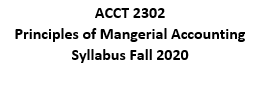 ACCT 2302
Principles of Mangerial Accounting
Syllabus Fall 2020